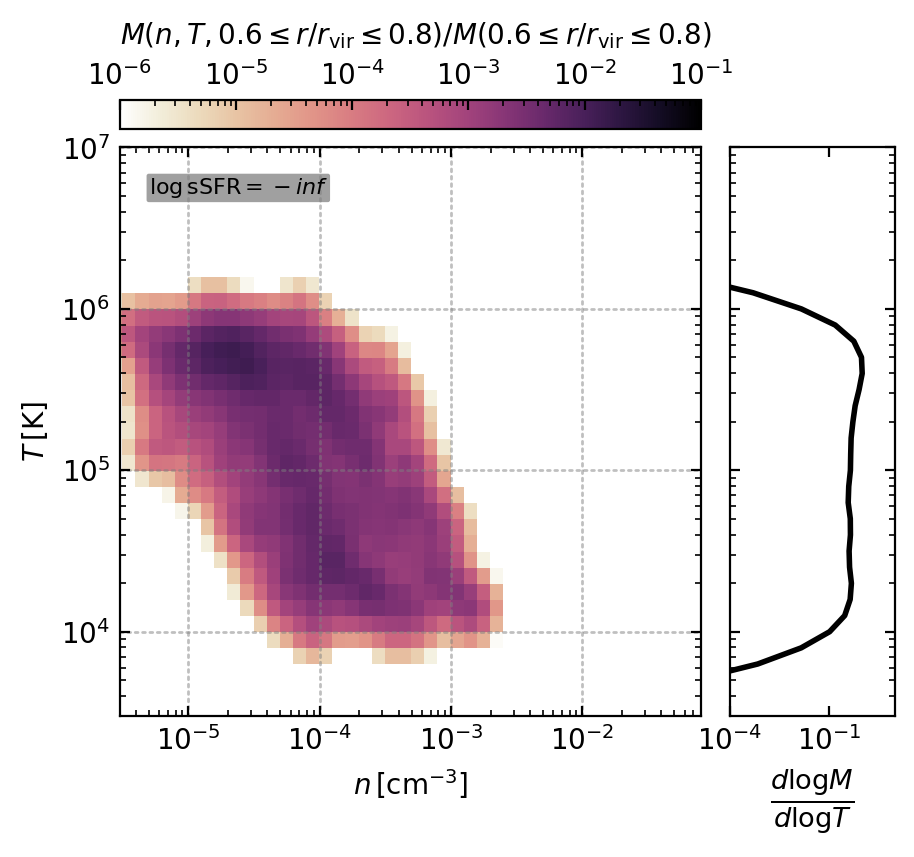 M(n, T, 0.6 ≤ r/r_vir ≤ 0.8)/M(0.6 ≤ r/r_vir ≤ 0.8)
10^−6 10^−5 10^−4 10^−3 10^−2 10^−1
10^7
log sSFR = −inf
10^6
T [K]
10^5
10^4
10^−5 10^−4 10^−3 10^−2 10^−4 10^−1
n [cm^−3]
dlogM
dlogT